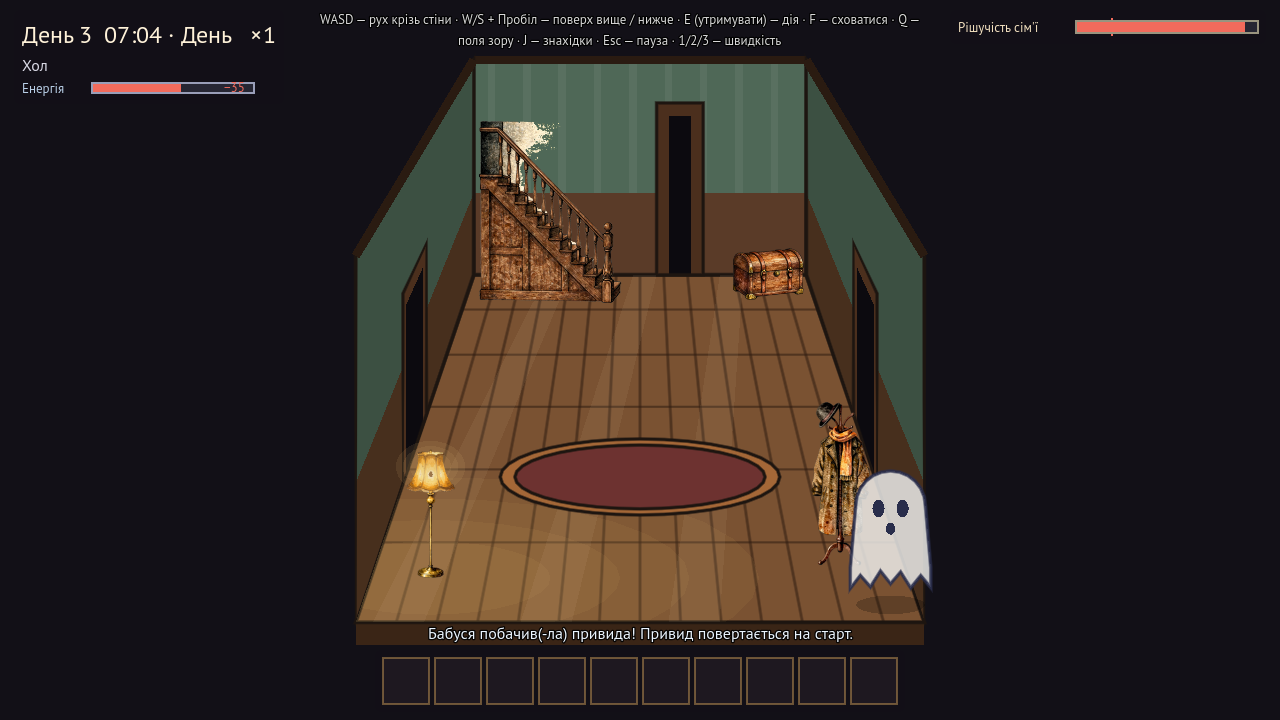 День 3 07:04 · День ×1
Хол
Енергія −35
WASD — рух крізь стіни · W/S + Пробіл — поверх вище / нижче · E (утримувати) — дія · F — сховатися · Q —
поля зору · J — знахідки · Esc — пауза · 1/2/3 — швидкість
Рішучість сім'ї
Бабуся побачив(-ла) привида! Привид повертається на старт.